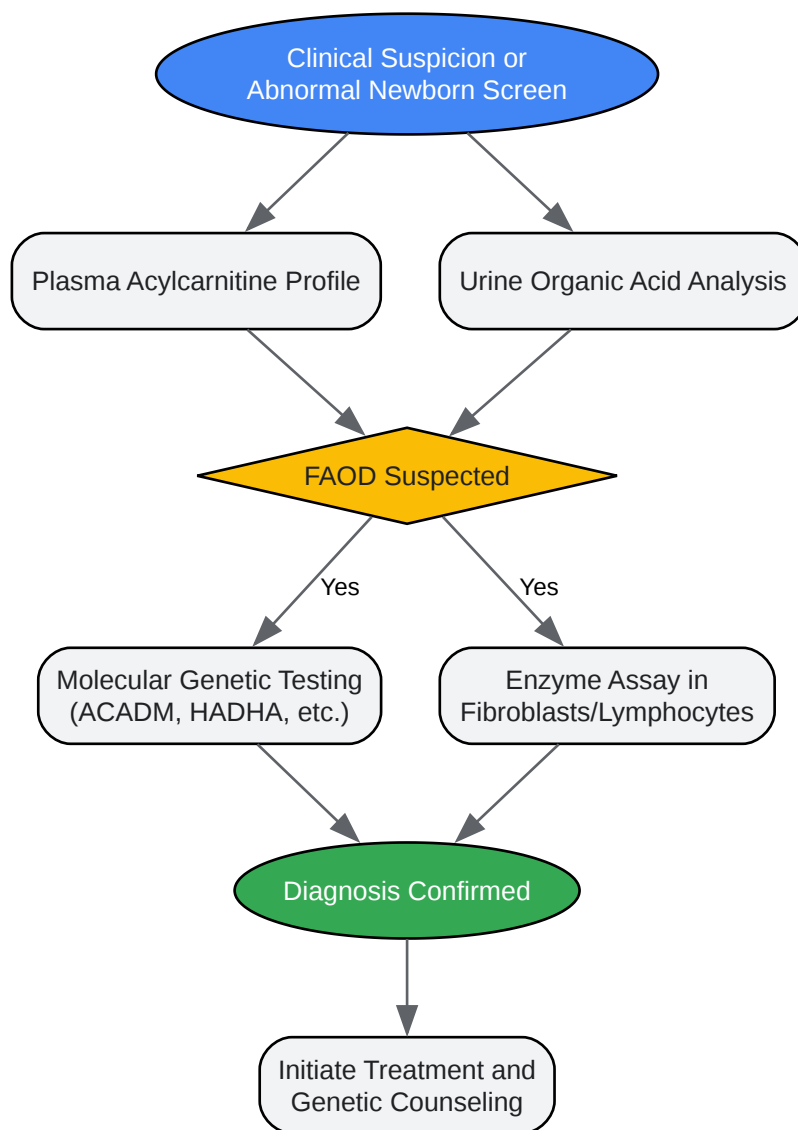 Clinical Suspicion or
Abnormal Newborn Screen
Plasma Acylcarnitine Profile
Urine Organic Acid Analysis
FAOD Suspected
Yes
Yes
Molecular Genetic Testing
(ACADM, HADHA, etc.)
Enzyme Assay in
Fibroblasts/Lymphocytes
Diagnosis Confirmed
Initiate Treatment and
Genetic Counseling